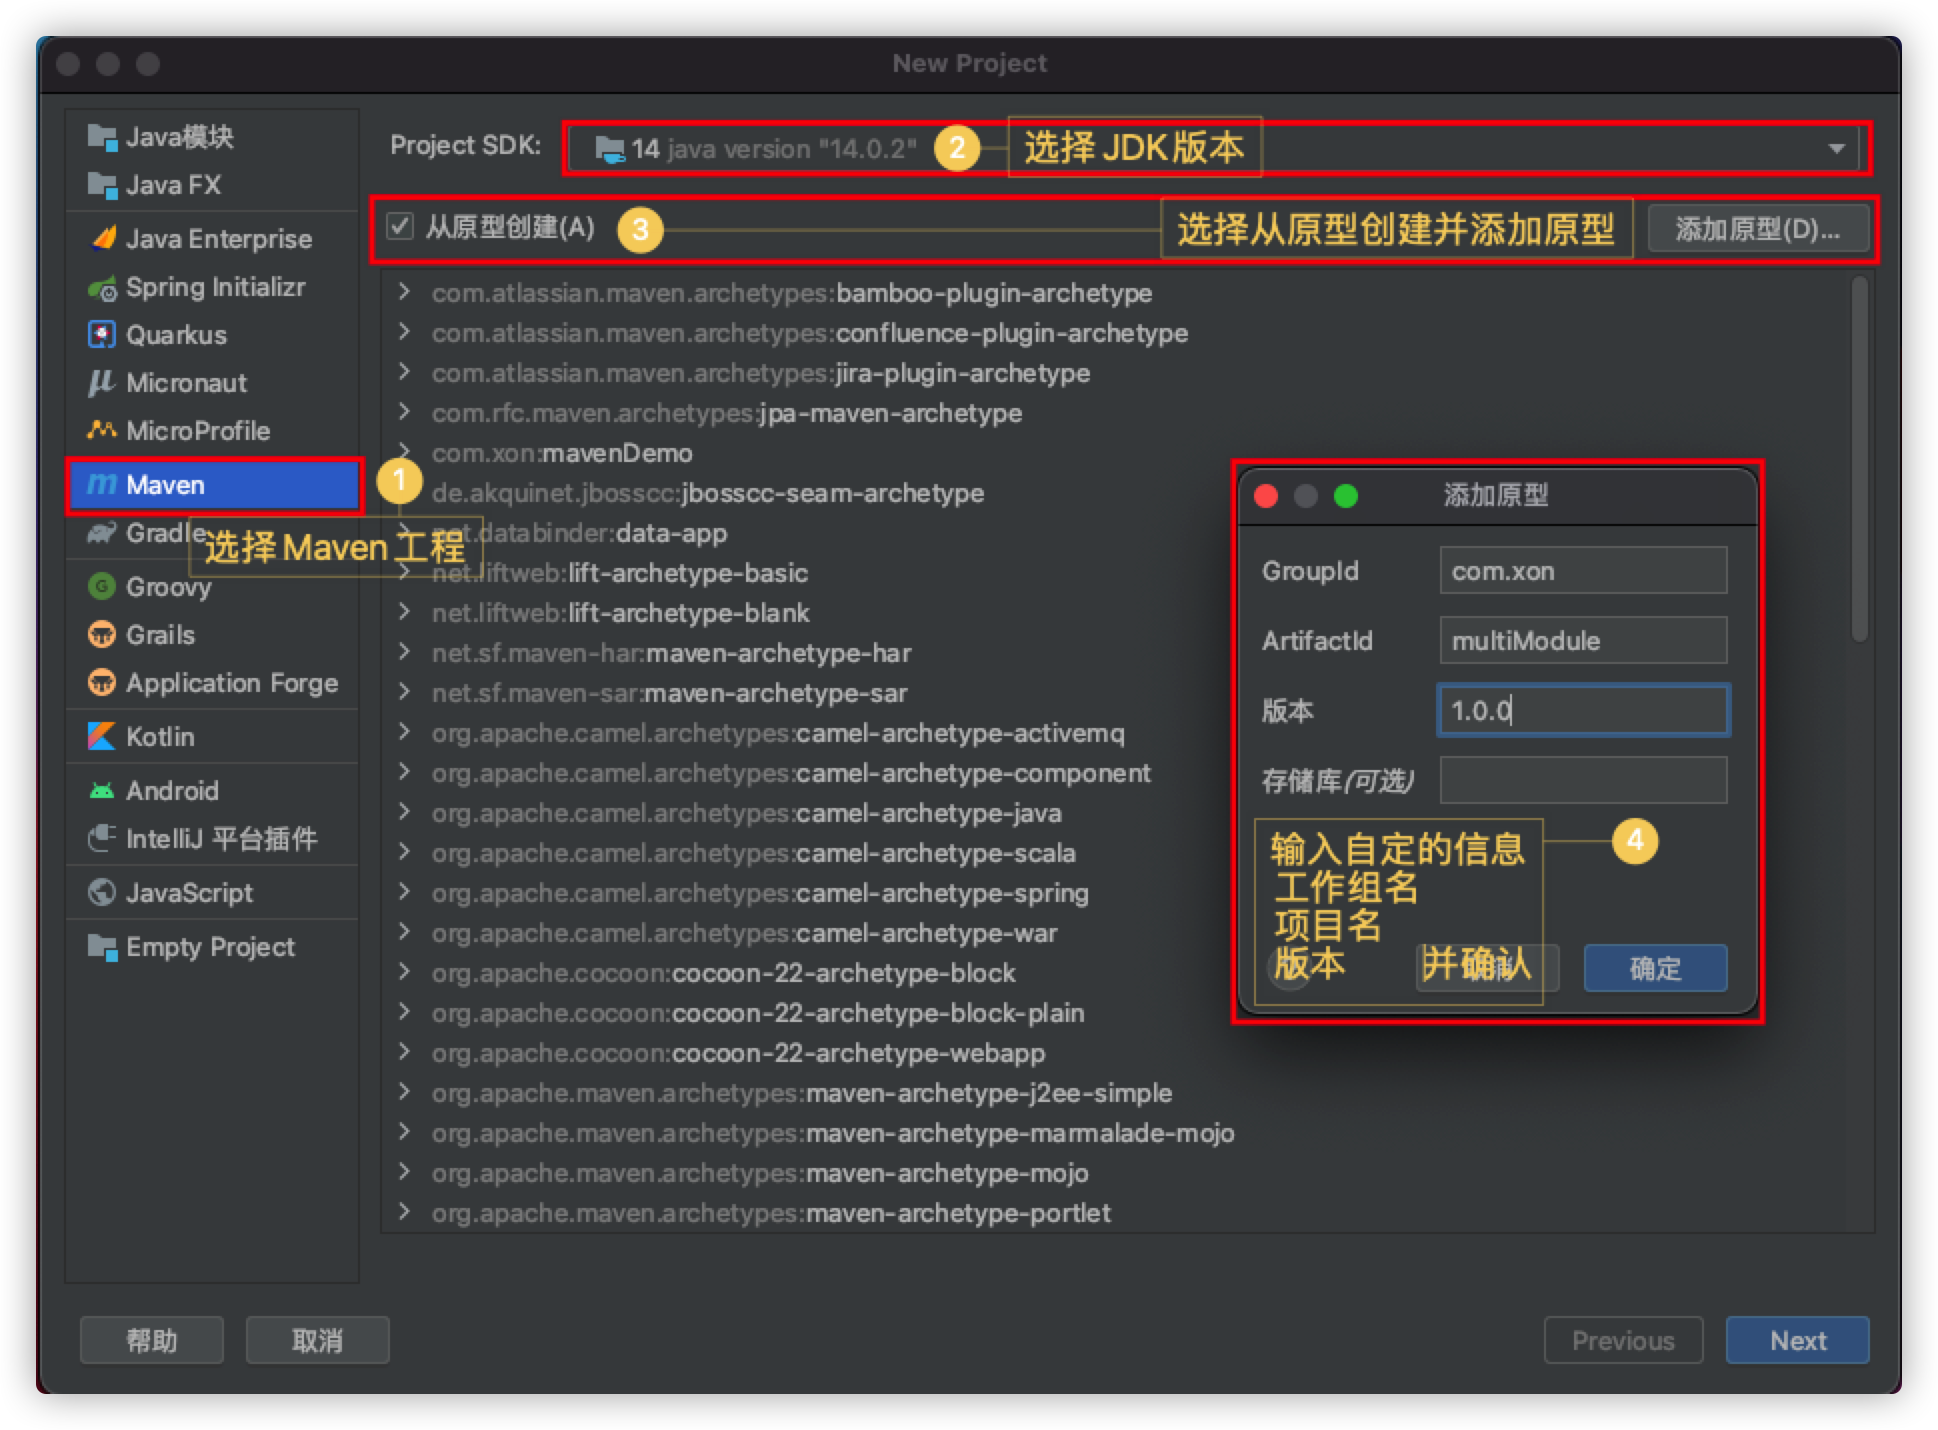 New Project
Java模块
Java FX
Java Enterprise
Spring Initializr
Quarkus
Micronaut
MicroProfile
Maven
Gradle
Groovy
Grails
Application Forge
Kotlin
Android
IntelliJ 平台插件
JavaScript
Empty Project
1
选择Maven工程
Project SDK:
14 java version "14.0.2"
2
选择JDK版本
从原型创建(A)
3
选择从原型创建并添加原型
添加原型(D)...
com.atlassian.maven.archetypes:bamboo-plugin-archetype
com.atlassian.maven.archetypes:confluence-plugin-archetype
com.atlassian.maven.archetypes:jira-plugin-archetype
com.rfc.maven.archetypes:jpa-maven-archetype
com.xon:mavenDemo
de.akquinet.jbosscc:jbosscc-seam-archetype
net.databinder:data-app
net.liftweb:lift-archetype-basic
net.liftweb:lift-archetype-blank
net.sf.maven-har:maven-archetype-har
net.sf.maven-sar:maven-archetype-sar
org.apache.camel.archetypes:camel-archetype-activemq
org.apache.camel.archetypes:camel-archetype-component
org.apache.camel.archetypes:camel-archetype-java
org.apache.camel.archetypes:camel-archetype-scala
org.apache.camel.archetypes:camel-archetype-spring
org.apache.camel.archetypes:camel-archetype-war
org.apache.cocoon:cocoon-22-archetype-block
org.apache.cocoon:cocoon-22-archetype-block-plain
org.apache.cocoon:cocoon-22-archetype-webapp
org.apache.maven.archetypes:maven-archetype-j2ee-simple
org.apache.maven.archetypes:maven-archetype-marmalade-mojo
org.apache.maven.archetypes:maven-archetype-mojo
org.apache.maven.archetypes:maven-archetype-portlet
添加原型
GroupId com.xon
ArtifactId multiModule
版本 1.0.0
存储库(可选)
4
输入自定的信息
工作组名
项目名
版本 并确认
确定
帮助
取消
Previous
Next